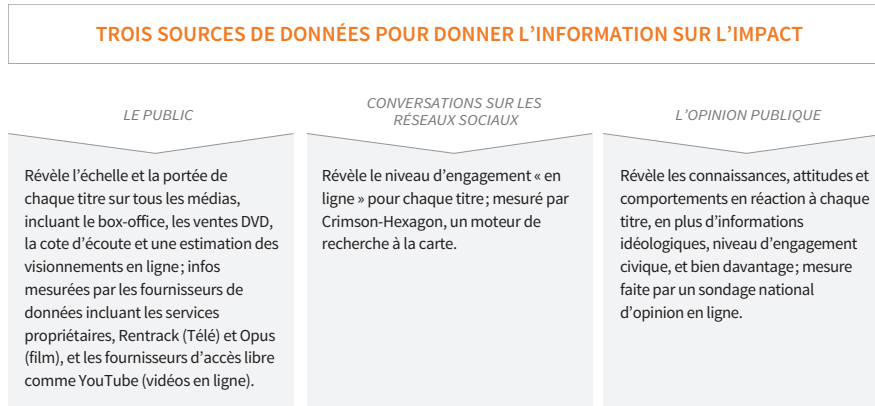 TROIS SOURCES DE DONNÉES POUR DONNER L’INFORMATION SUR L’IMPACT
LE PUBLIC
Révèle l’échelle et la portée de
chaque titre sur tous les médias,
incluant le box-office, les ventes DVD,
la cote d’écoute et une estimation des
visionnements en ligne ; infos
mesurées par les fournisseurs de
données incluant les services
propriétaires, Rentrack (Télé) et Opus
(film), et les fournisseurs d’accès libre
comme YouTube (vidéos en ligne).
CONVERSATIONS SUR LES
RÉSEAUX SOCIAUX
Révèle le niveau d’engagement « en
ligne » pour chaque titre ; mesuré par
Crimson-Hexagon, un moteur de
recherche à la carte.
L’OPINION PUBLIQUE
Révèle les connaissances, attitudes et
comportements en réaction à chaque
titre, en plus d’informations
idéologiques, niveau d’engagement
civique, et bien davantage ; mesure
faite par un sondage national
d’opinion en ligne.